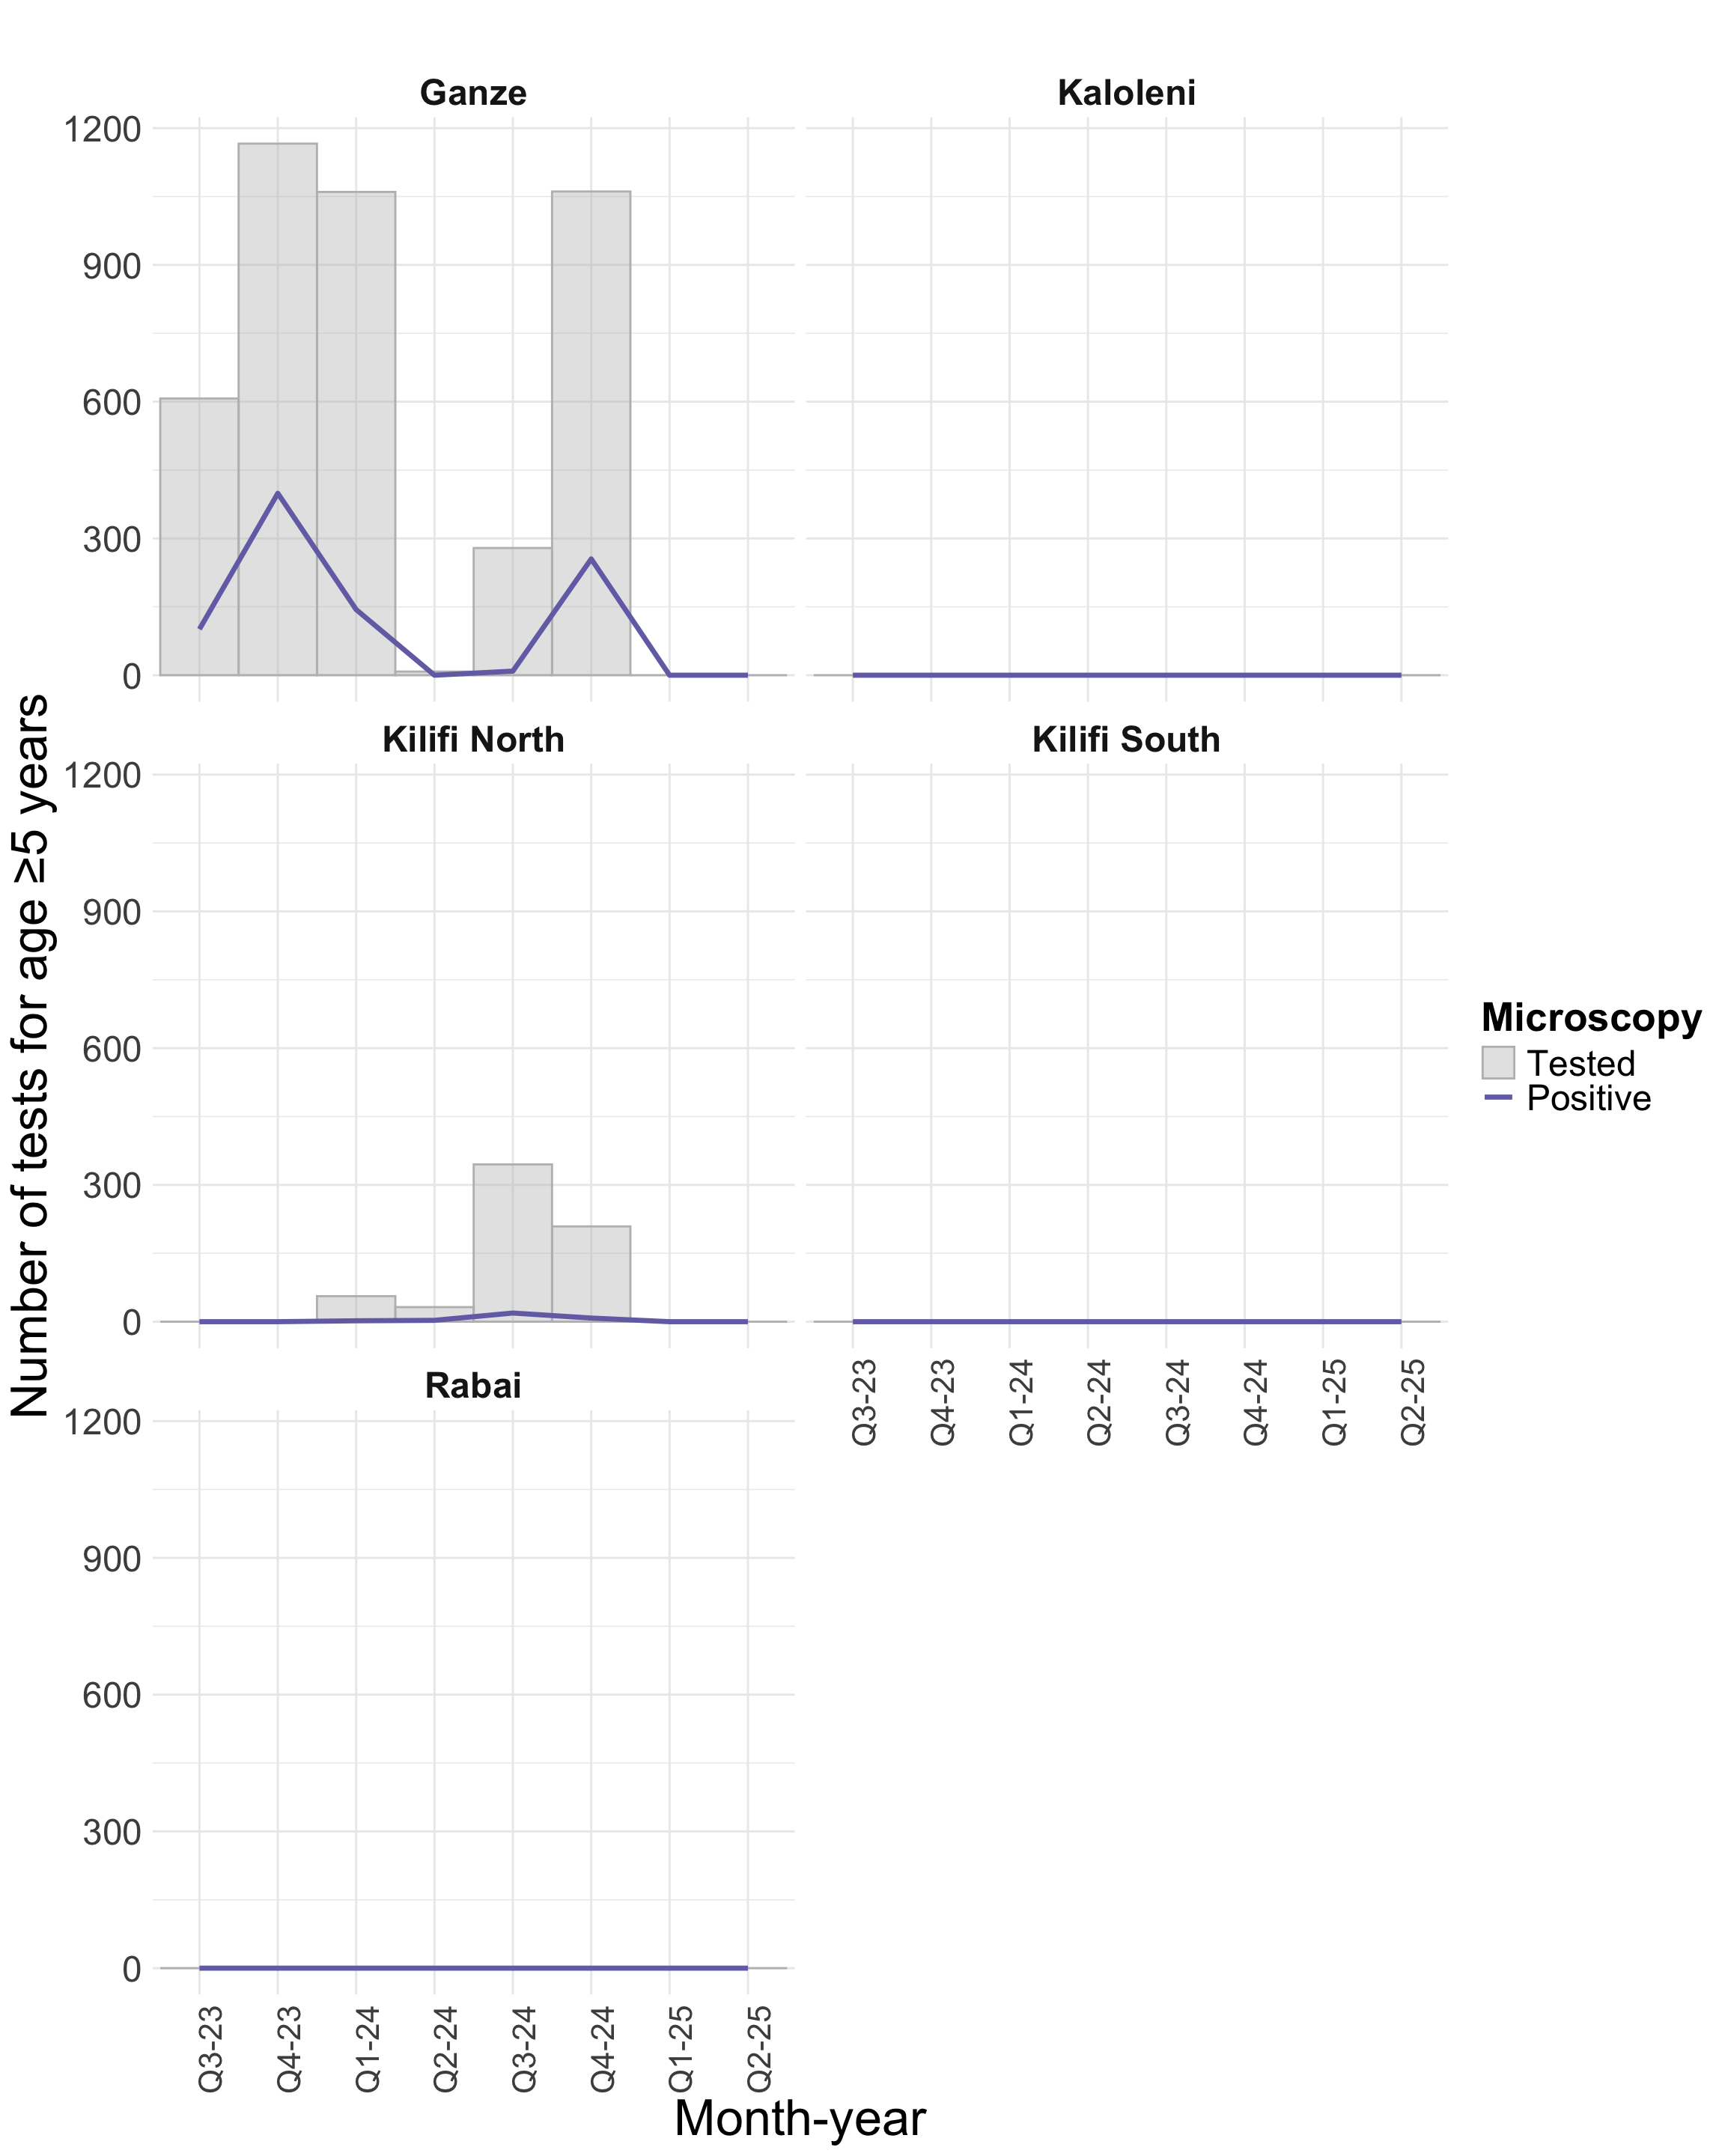 Ganze
Kaloleni
1200
900
600
300
0
Kilifi North
Kilifi South
1200
900
600
300
0
Q3-23
Q4-23
Q1-24
Q2-24
Q3-24
Q4-24
Q1-25
Q2-25
Rabai
1200
900
600
300
0
Q3-23
Q4-23
Q1-24
Q2-24
Q3-24
Q4-24
Q1-25
Q2-25
Month-year
Number of tests for age ≥5 years
Microscopy
Tested
Positive